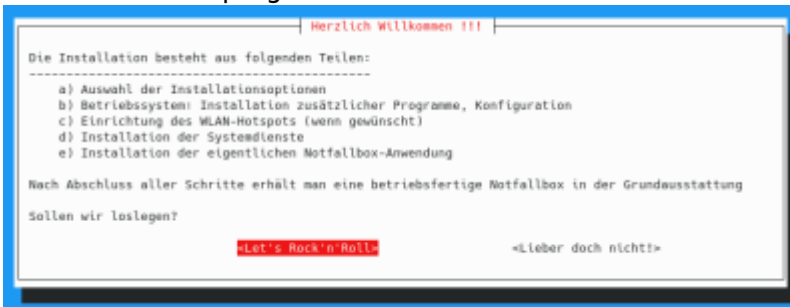 Herzlich Willkommen !!!
Die Installation besteht aus folgenden Teilen:
----------------------------------------------
a) Auswahl der Installationsoptionen
b) Betriebssystem: Installation zusätzlicher Programme, Konfiguration
c) Einrichtung des WLAN-Hotspots (wenn gewünscht)
d) Installation der Systemdienste
e) Installation der eigentlichen Notfallbox-Anwendung
Nach Abschluss aller Schritte erhält man eine betriebsfertige Notfallbox in der Grundausstattung
Sollen wir loslegen?
<Let's Rock'n'Roll> <Lieber doch nicht!>